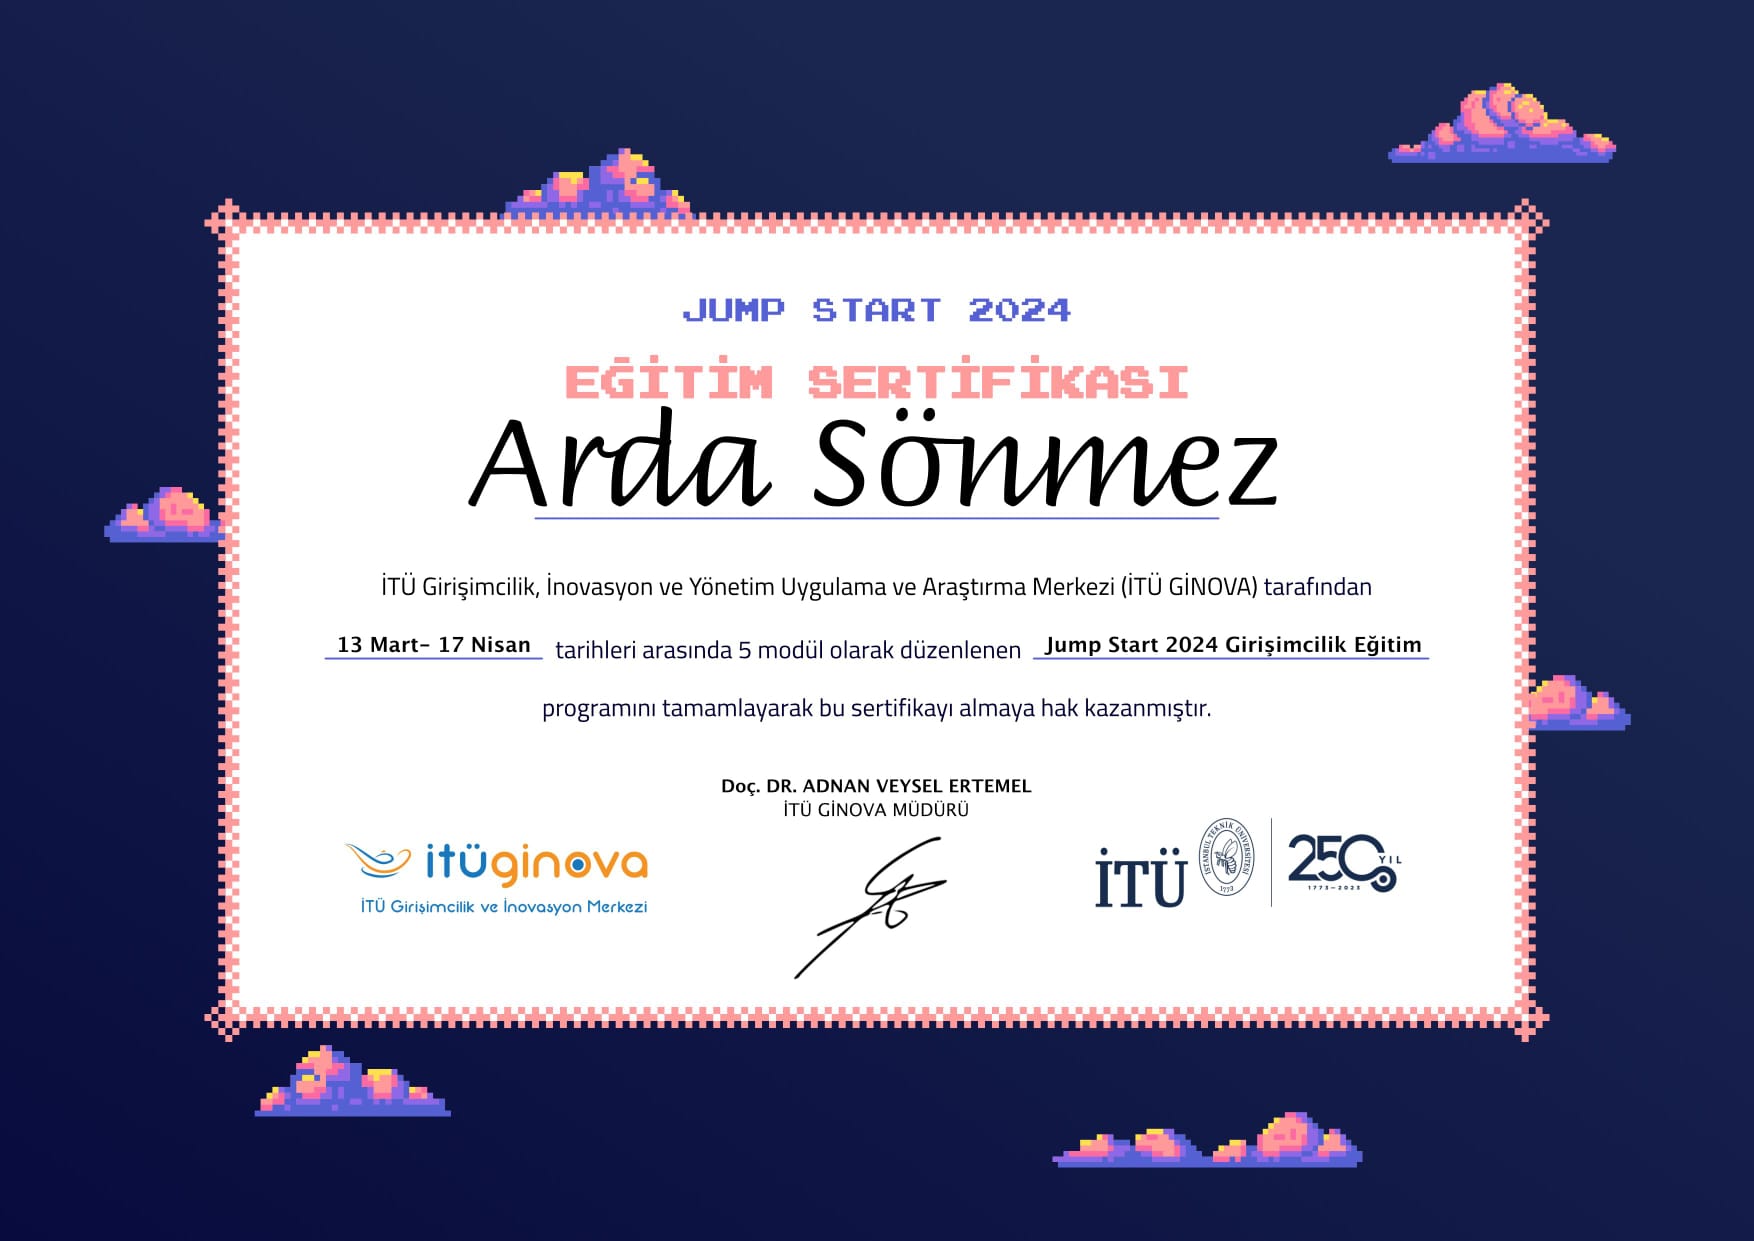 JUMP START 2024
EĞİTİM SERTİFİKASI
Arda Sönmez
İTÜ Girişimcilik, İnovasyon ve Yönetim Uygulama ve Araştırma Merkezi (İTÜ GİNOVA) tarafından
13 Mart- 17 Nisan tarihleri arasında 5 modül olarak düzenlenen Jump Start 2024 Girişimcilik Eğitim
programını tamamlayarak bu sertifikayı almaya hak kazanmıştır.
Doç. DR. ADNAN VEYSEL ERTEMEL
İTÜ GİNOVA MÜDÜRÜ
itüginova
İTÜ Girişimcilik ve İnovasyon Merkezi
İTÜ
İSTANBUL TEKNİK ÜNİVERSİTESİ
1773
250 YIL
1773-2023